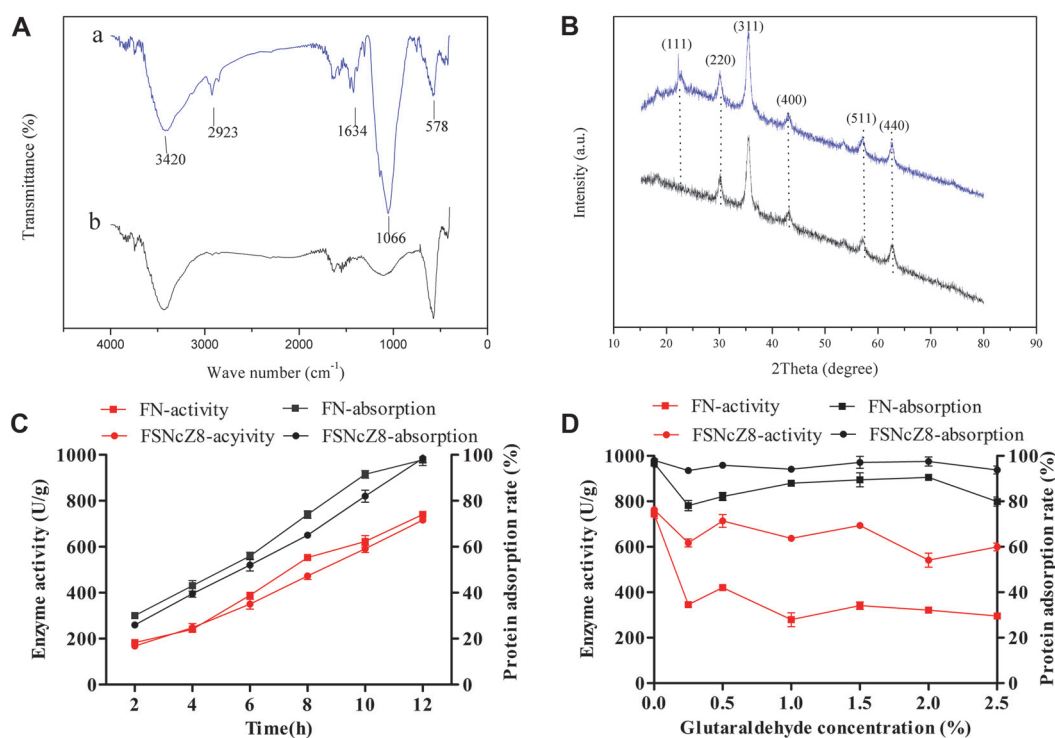 A
a
b
3420
2923
1634
1066
578
Transmittance (%)
4000
3000
2000
1000
0
Wave number (cm⁻¹)
B
(111)
(220)
(311)
(400)
(511)
(440)
Intensity (a.u.)
10
20
30
40
50
60
70
80
90
2Theta (degree)
C
FN-activity
FN-absorption
FSNcZ8-acyivity
FSNcZ8-absorption
Enzyme activity (U/g)
1000
800
600
400
200
0
Protein adsorption rate (%)
100
80
60
40
20
0
2
4
6
8
10
12
Time(h)
D
FN-activity
FN-absorption
FSNcZ8-activity
FSNcZ8-absorption
Enzyme activity (U/g)
1000
800
600
400
200
0
Protein adsorption rate (%)
100
80
60
40
20
0
0.0
0.5
1.0
1.5
2.0
2.5
Glutaraldehyde concentration (%)